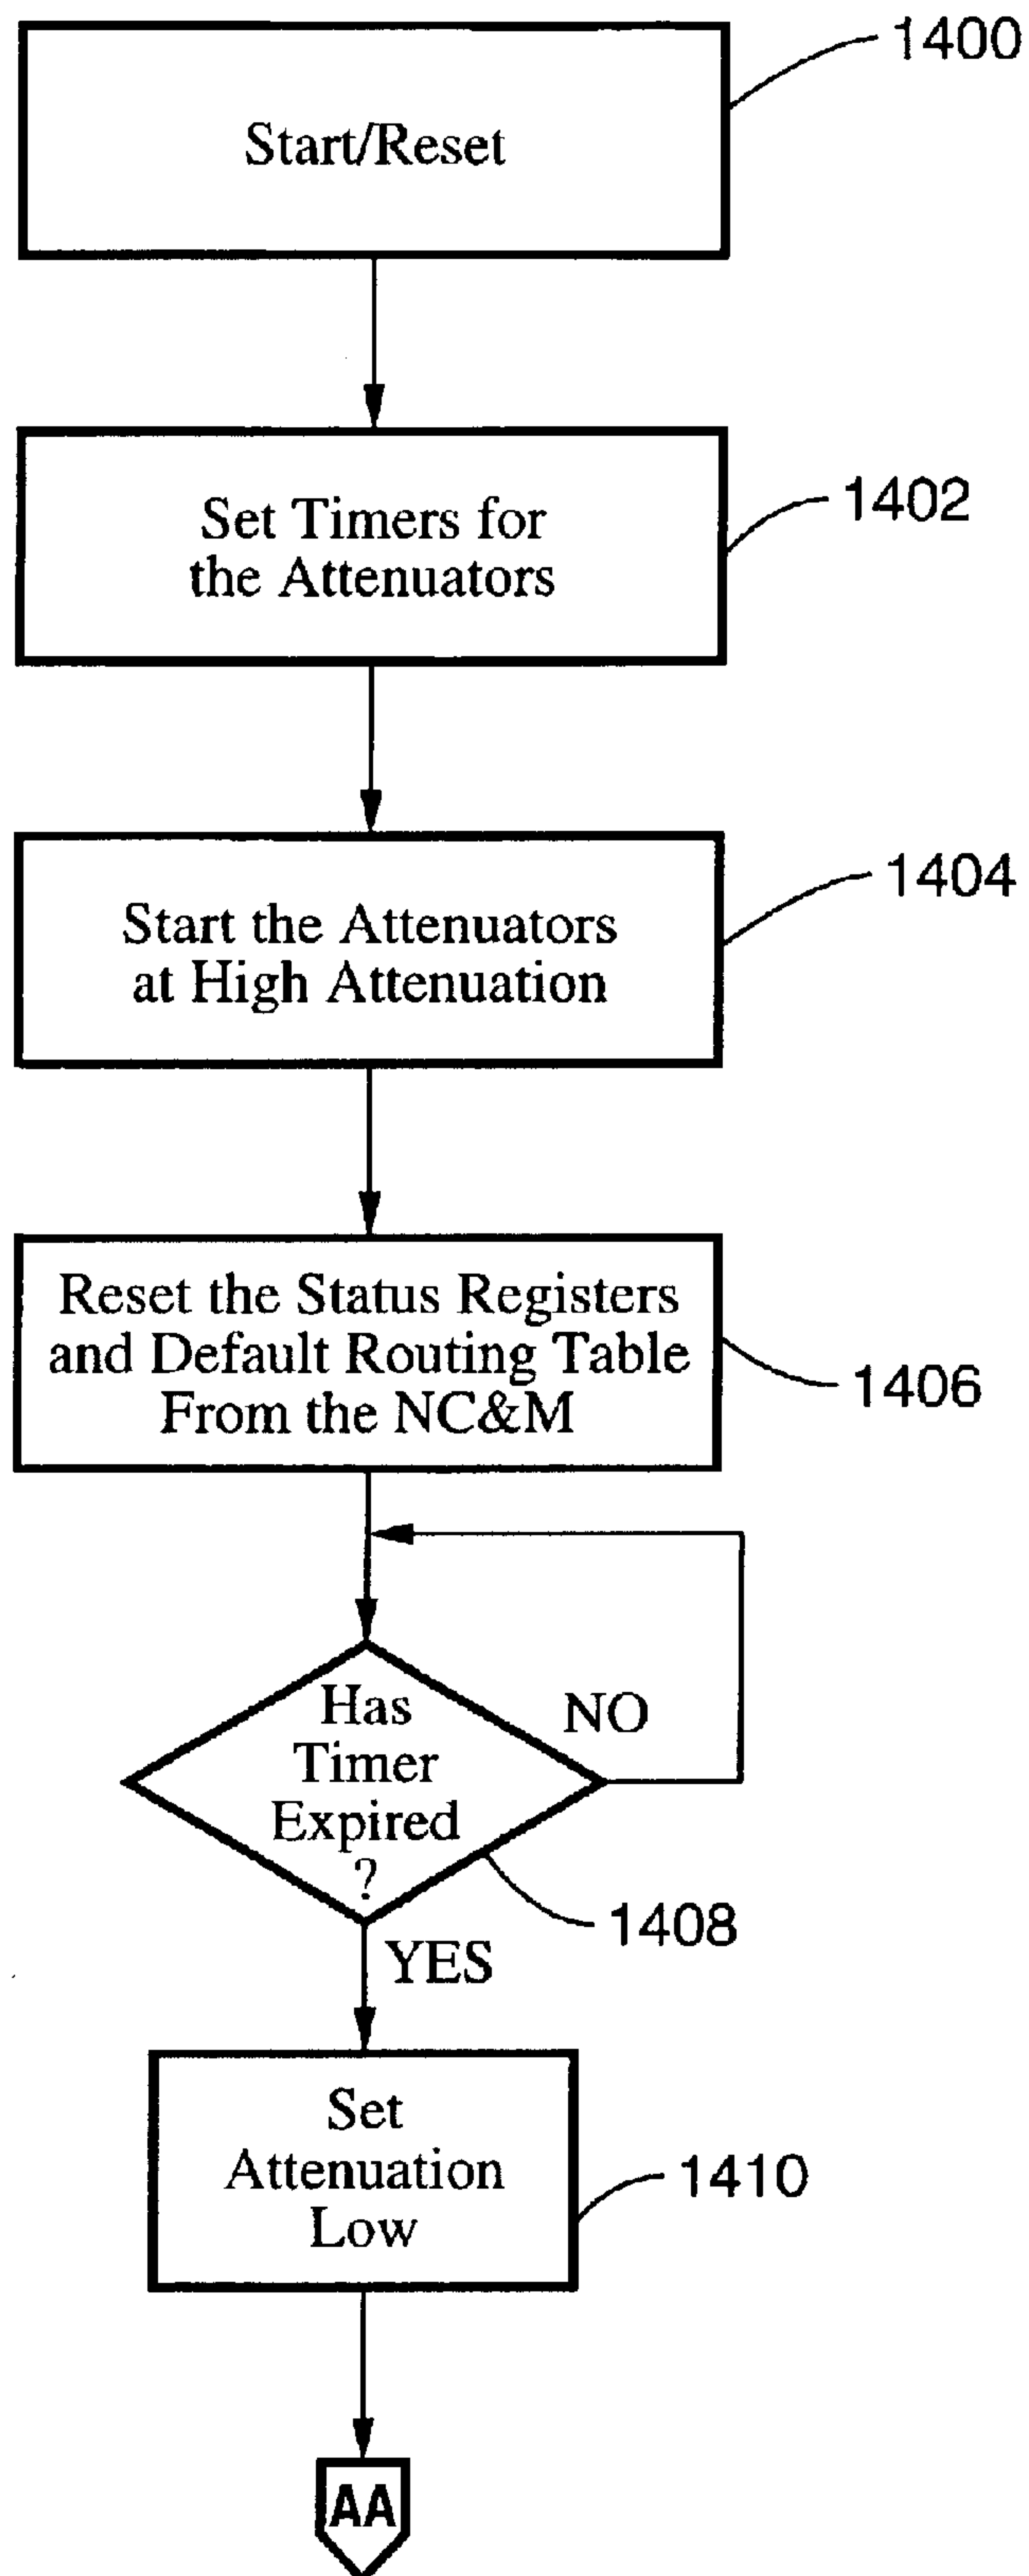 1400
Start/Reset
Set Timers for
the Attenuators
1402
Start the Attenuators
at High Attenuation
1404
Reset the Status Registers
and Default Routing Table
From the NC&M
1406
Has
Timer
Expired
?
NO
1408
YES
Set
Attenuation
Low
1410
AA